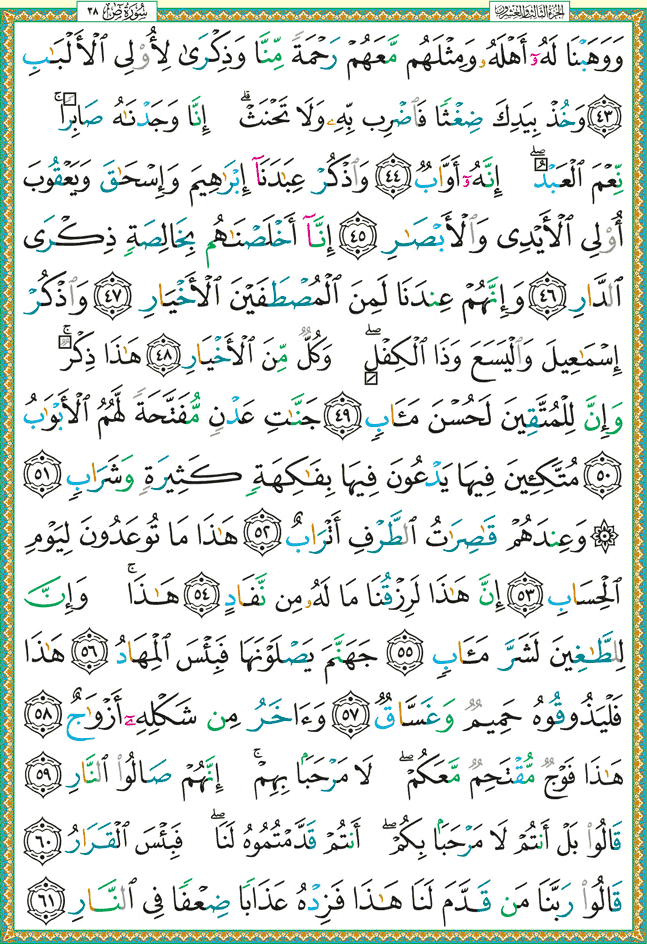 الجزء الثالث والعشرون
سورة ص ٣٨
وَوَهَبْنَا لَهُۥٓ أَهْلَهُۥ وَمِثْلَهُم مَّعَهُمْ رَحْمَةً مِّنَّا وَذِكْرَىٰ لِأُو۟لِى ٱلْأَلْبَـٰبِ
٤٣ وَخُذْ بِيَدِكَ ضِغْثًا فَٱضْرِب بِّهِۦ وَلَا تَحْنَثْ ۗ إِنَّا وَجَدْنَـٰهُ صَابِرًا ۚ
نِّعْمَ ٱلْعَبْدُ ۖ إِنَّهُۥٓ أَوَّابٌ ٤٤ وَٱذْكُرْ عِبَـٰدَنَآ إِبْرَٰهِيمَ وَإِسْحَـٰقَ وَيَعْقُوبَ
أُو۟لِى ٱلْأَيْدِى وَٱلْأَبْصَـٰرِ ٤٥ إِنَّآ أَخْلَصْنَـٰهُم بِخَالِصَةٍ ذِكْرَى
ٱلدَّارِ ٤٦ وَإِنَّهُمْ عِندَنَا لَمِنَ ٱلْمُصْطَفَيْنَ ٱلْأَخْيَارِ ٤٧ وَٱذْكُرْ
إِسْمَـٰعِيلَ وَٱلْيَسَعَ وَذَا ٱلْكِفْلِ ۖ وَكُلٌّ مِّنَ ٱلْأَخْيَارِ ٤٨ هَـٰذَا ذِكْرٌ ۚ
وَإِنَّ لِلْمُتَّقِينَ لَحُسْنَ مَـَٔابٍ ٤٩ جَنَّـٰتِ عَدْنٍ مُّفَتَّحَةً لَّهُمُ ٱلْأَبْوَٰبُ
٥٠ مُتَّكِـِٔينَ فِيهَا يَدْعُونَ فِيهَا بِفَـٰكِهَةٍ كَثِيرَةٍ وَشَرَابٍ ٥١
۞ وَعِندَهُمْ قَـٰصِرَٰتُ ٱلطَّرْفِ أَتْرَابٌ ٥٢ هَـٰذَا مَا تُوعَدُونَ لِيَوْمِ
ٱلْحِسَابِ ٥٣ إِنَّ هَـٰذَا لَرِزْقُنَا مَا لَهُۥ مِن نَّفَادٍ ٥٤ هَـٰذَا ۚ وَإِنَّ
لِلطَّـٰغِينَ لَشَرَّ مَـَٔابٍ ٥٥ جَهَنَّمَ يَصْلَوْنَهَا فَبِئْسَ ٱلْمِهَادُ ٥٦ هَـٰذَا
فَلْيَذُوقُوهُ حَمِيمٌ وَغَسَّاقٌ ٥٧ وَءَاخَرُ مِن شَكْلِهِۦٓ أَزْوَٰجٌ ٥٨
هَـٰذَا فَوْجٌ مُّقْتَحِمٌ مَّعَكُمْ ۖ لَا مَرْحَبًۢا بِهِمْ ۚ إِنَّهُمْ صَالُوا۟ ٱلنَّارِ ٥٩
قَالُوا۟ بَلْ أَنتُمْ لَا مَرْحَبًۢا بِكُمْ ۖ أَنتُمْ قَدَّمْتُمُوهُ لَنَا ۖ فَبِئْسَ ٱلْقَرَارُ ٦٠
قَالُوا۟ رَبَّنَا مَن قَدَّمَ لَنَا هَـٰذَا فَزِدْهُ عَذَابًا ضِعْفًا فِى ٱلنَّارِ ٦١